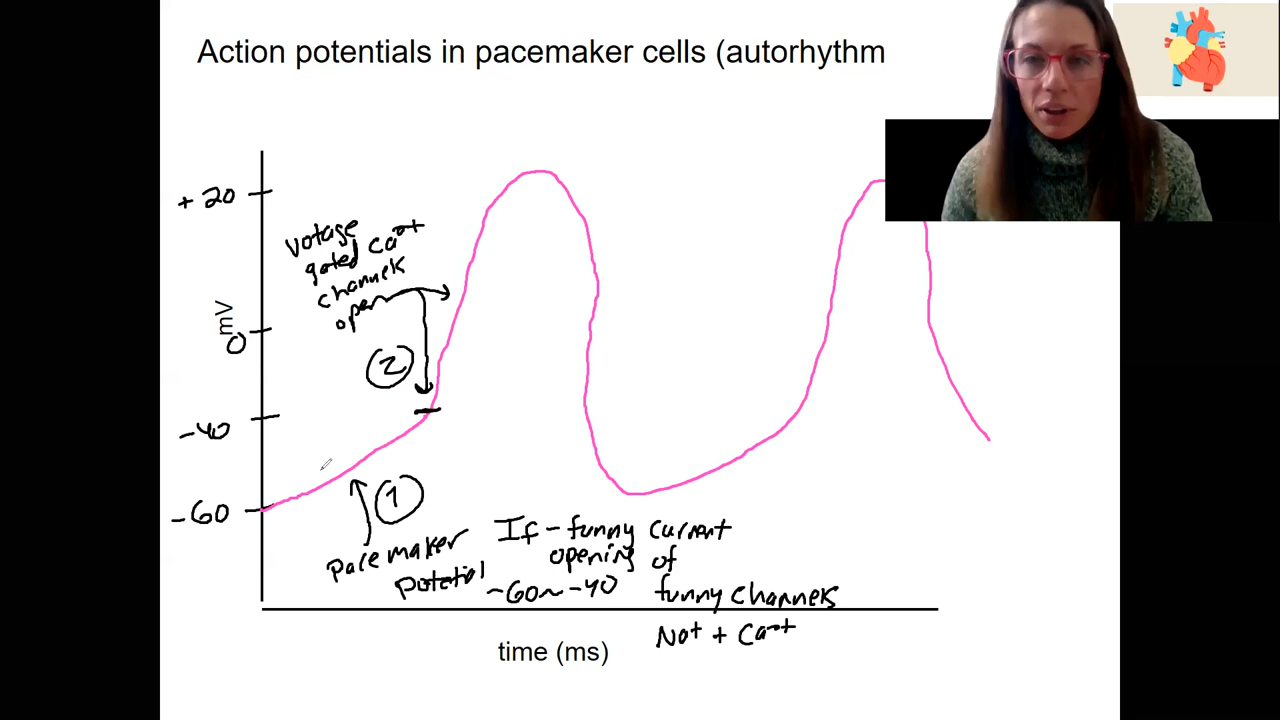 Action potentials in pacemaker cells (autorhythm
+20
votage
gated Ca++
channels
open
mV
0
2
-40
1
-60
pacemaker
potential
If - funny current
opening of
-60~-40 funny channels
Na+ + Ca++
time (ms)